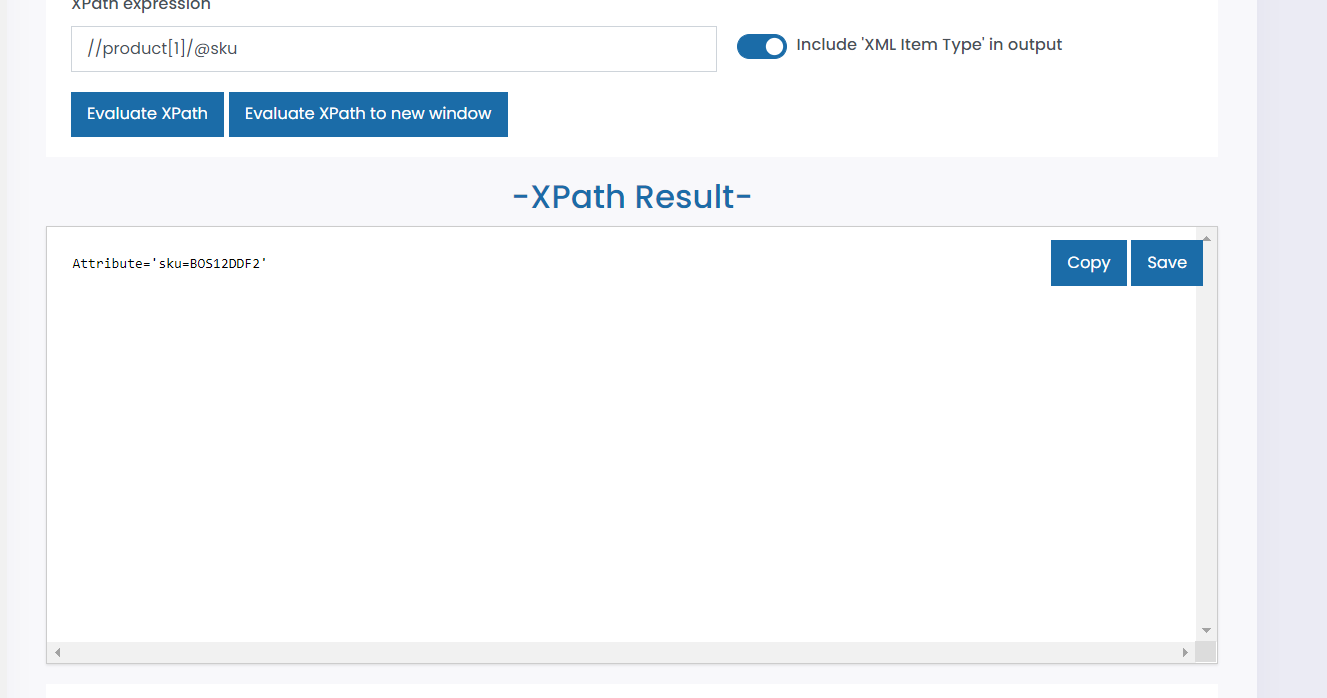 XPath expression
//product[1]/@sku
Include 'XML Item Type' in output
Evaluate XPath
Evaluate XPath to new window
-XPath Result-
Attribute='sku=BOS12DDF2'
Copy
Save